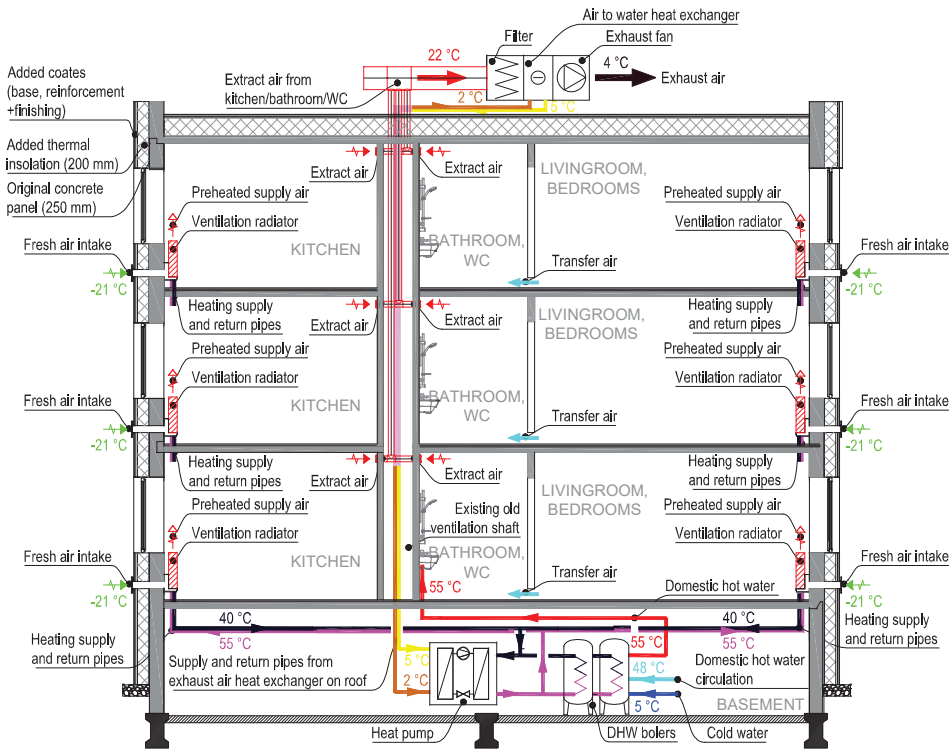 Air to water heat exchanger
Filter
Exhaust fan
22 °C
4 °C
Exhaust air
Added coates
(base, reinforcement
+finishing)
Extract air from
kitchen/bathroom/WC
2 °C
5 °C
Added thermal
insolation (200 mm)
Original concrete
panel (250 mm)
Extract air
Extract air
LIVINGROOM,
BEDROOMS
Preheated supply air
Preheated supply air
Ventilation radiator
Ventilation radiator
KITCHEN
BATHROOM,
WC
Fresh air intake
Fresh air intake
Transfer air
-21 °C
-21 °C
Heating supply
and return pipes
Heating supply
and return pipes
Extract air
Extract air
LIVINGROOM,
BEDROOMS
Preheated supply air
Preheated supply air
Ventilation radiator
Ventilation radiator
KITCHEN
BATHROOM,
WC
Fresh air intake
Fresh air intake
Transfer air
-21 °C
-21 °C
Heating supply
and return pipes
Heating supply
and return pipes
Extract air
Extract air
LIVINGROOM,
BEDROOMS
Preheated supply air
Preheated supply air
Existing old
ventilation shaft
Ventilation radiator
Ventilation radiator
KITCHEN
BATHROOM,
WC
Fresh air intake
Fresh air intake
Transfer air
Domestic hot water
55 °C
-21 °C
-21 °C
40 °C
40 °C
55 °C
55 °C
55 °C
Heating supply
and return pipes
Heating supply
and return pipes
Supply and return pipes from
exhaust air heat exchanger on roof
5 °C
2 °C
48 °C
Domestic hot water
circulation
5 °C
BASEMENT
Heat pump
DHW bolers
Cold water